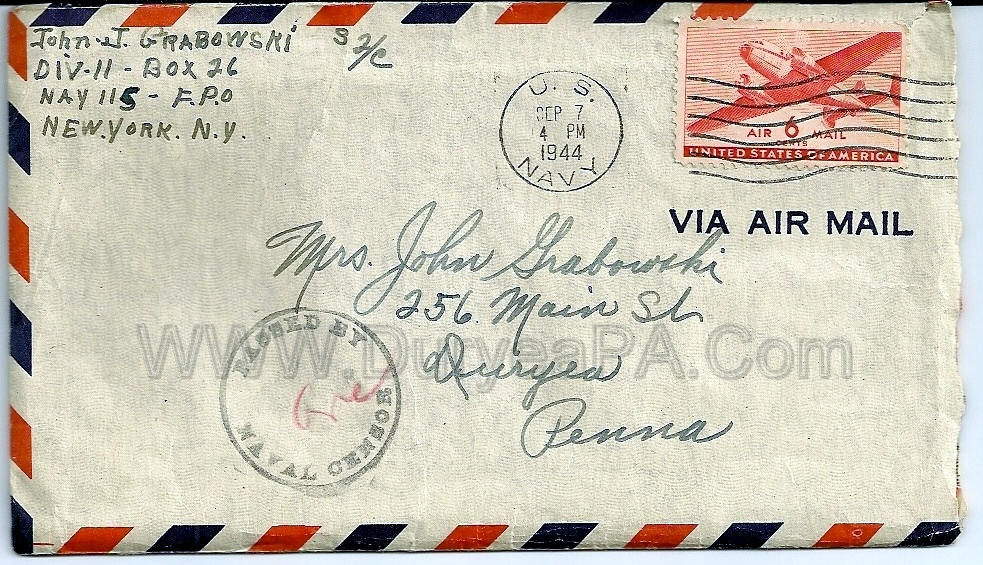 John J. GRABOWSKI S 2/C
DIV-11 - BOX 26
NAV 115 - F.P.O
NEW. YORK. N.Y.
U.S.
SEP 7
4 PM
1944
NAVY
AIR 6 MAIL
CENTS
UNITED STATES OF AMERICA
VIA AIR MAIL
Mrs. John Grabowski
256 Main St
Duryea
Penna
PASSED BY
NAVAL CENSOR
WWW.DuryeaPA.Com